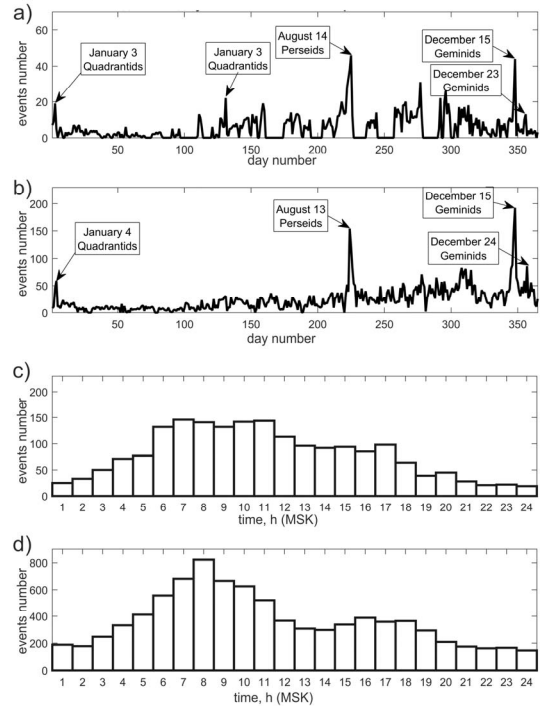 a)
60
40
20
0
events number
January 3
Quadrantids
January 3
Quadrantids
August 14
Perseids
December 15
Geminids
December 23
Geminids
50 100 150 200 250 300 350
day number
b)
200
150
100
50
0
events number
January 4
Quadrantids
August 13
Perseids
December 15
Geminids
December 24
Geminids
50 100 150 200 250 300 350
day number
c)
200
150
100
50
0
events number
1 2 3 4 5 6 7 8 9 10 11 12 13 14 15 16 17 18 19 20 21 22 23 24
time, h (MSK)
d)
800
600
400
200
0
events number
1 2 3 4 5 6 7 8 9 10 11 12 13 14 15 16 17 18 19 20 21 22 23 24
time, h (MSK)